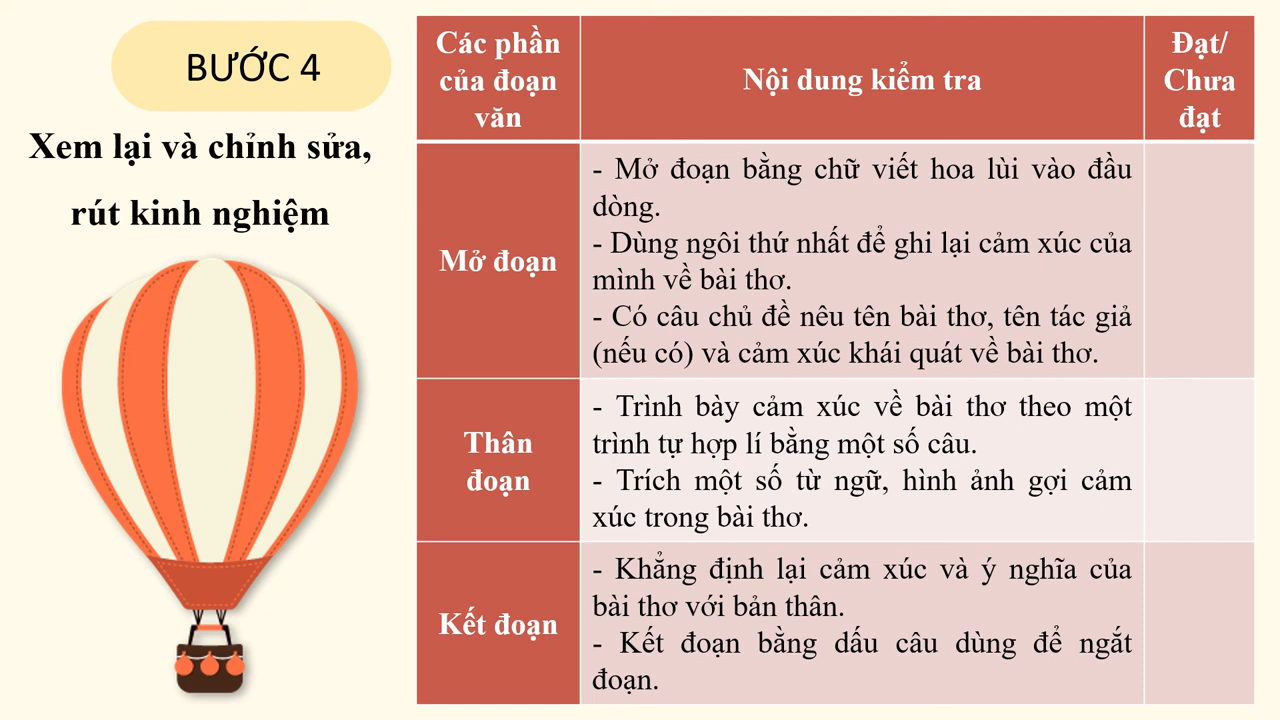 BƯỚC 4
Xem lại và chỉnh sửa,
rút kinh nghiệm
Các phần
của đoạn
văn
Nội dung kiểm tra
Đạt/
Chưa
đạt
Mở đoạn
- Mở đoạn bằng chữ viết hoa lùi vào đầu
dòng.
- Dùng ngôi thứ nhất để ghi lại cảm xúc của
mình về bài thơ.
- Có câu chủ đề nêu tên bài thơ, tên tác giả
(nếu có) và cảm xúc khái quát về bài thơ.
Thân
đoạn
- Trình bày cảm xúc về bài thơ theo một
trình tự hợp lí bằng một số câu.
- Trích một số từ ngữ, hình ảnh gợi cảm
xúc trong bài thơ.
Kết đoạn
- Khẳng định lại cảm xúc và ý nghĩa của
bài thơ với bản thân.
- Kết đoạn bằng dấu câu dùng để ngắt
đoạn.